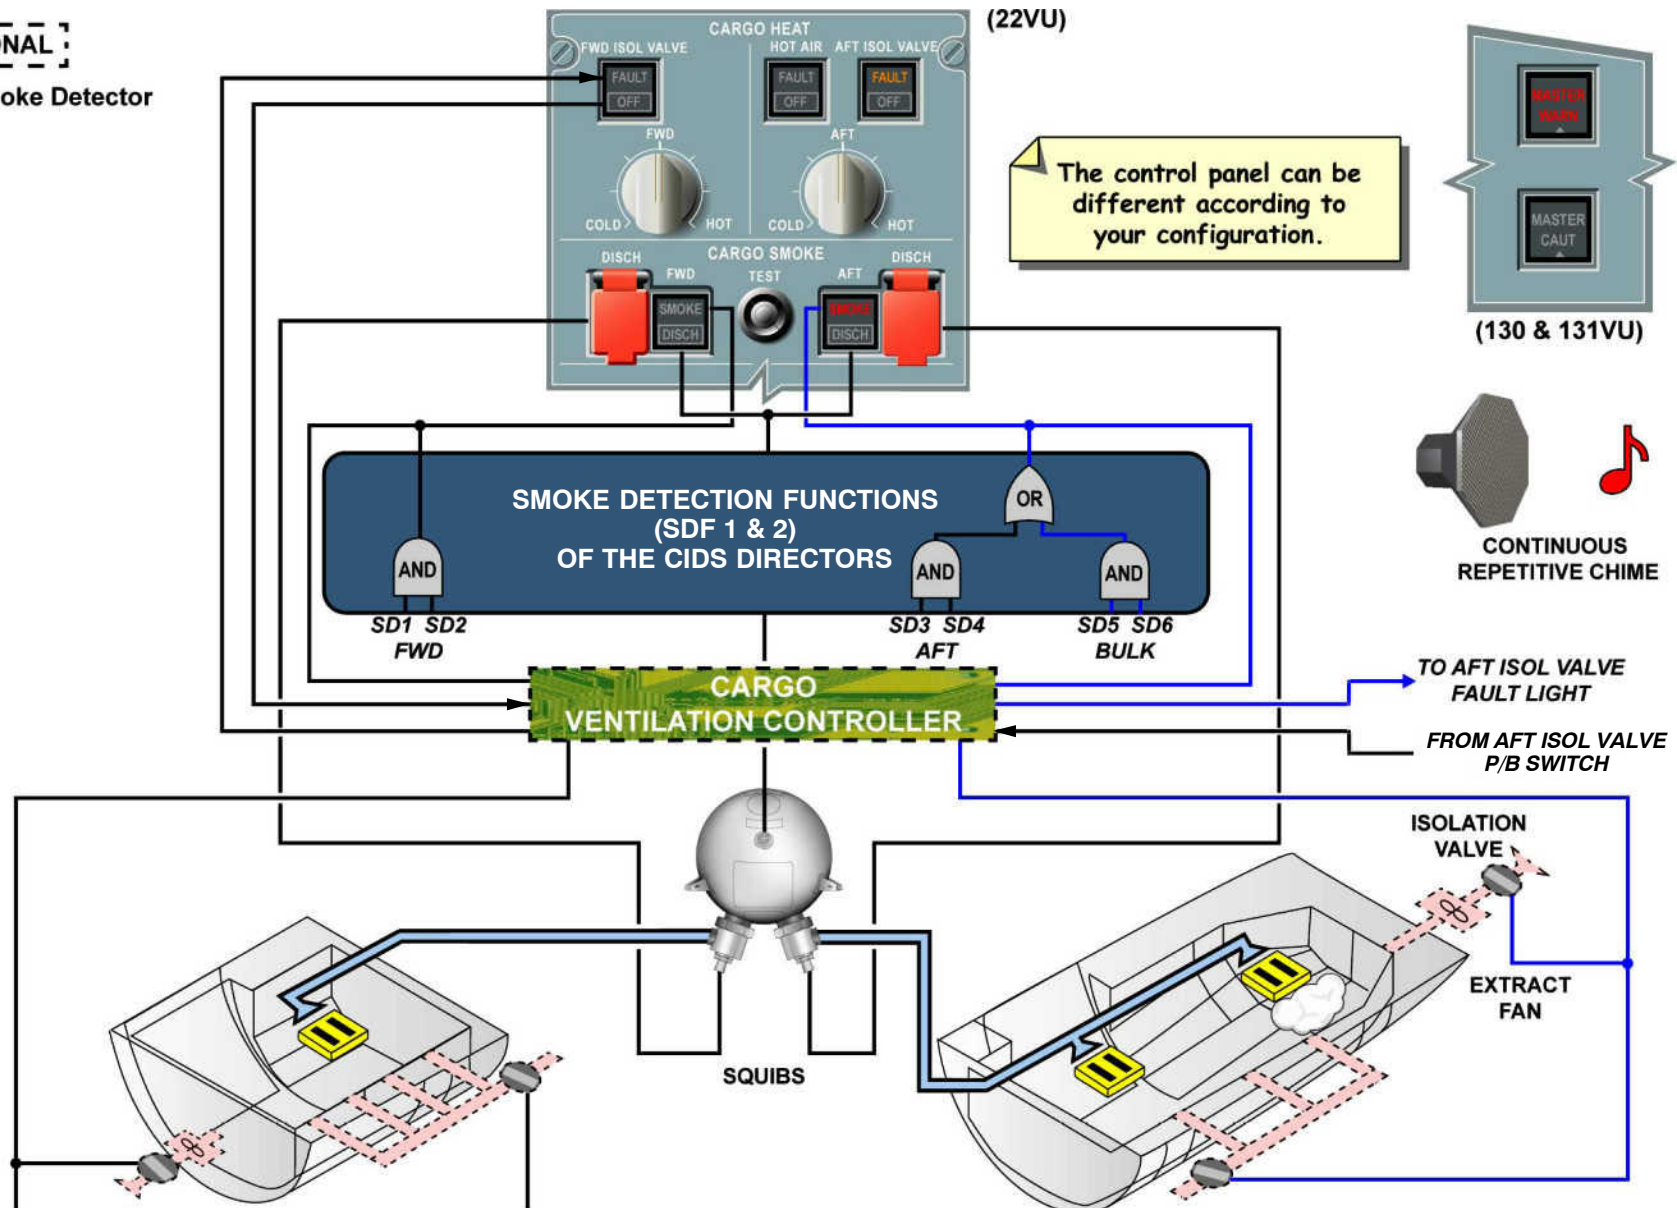 (22VU)
CARGO HEAT
FWD ISOL VALVE
HOT AIR
AFT ISOL VALVE
FAULT
OFF
FAULT
OFF
FAULT
OFF
FWD
AFT
COLD
HOT
COLD
HOT
CARGO SMOKE
DISCH
FWD
TEST
AFT
DISCH
SMOKE
DISCH
SMOKE
DISCH
oke Detector
The control panel can be
different according to
your configuration.
MASTER
WARN
MASTER
CAUT
(130 & 131VU)
CONTINUOUS
REPETITIVE CHIME
SMOKE DETECTION FUNCTIONS
(SDF 1 & 2)
OF THE CIDS DIRECTORS
AND
OR
AND
AND
SD1 SD2
FWD
SD3 SD4
AFT
SD5 SD6
BULK
CARGO
VENTILATION CONTROLLER
TO AFT ISOL VALVE
FAULT LIGHT
FROM AFT ISOL VALVE
P/B SWITCH
ISOLATION
VALVE
EXTRACT
FAN
SQUIBS